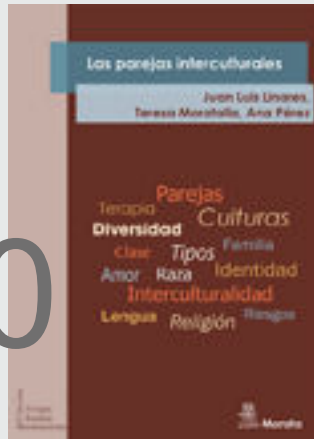 Las parejas interculturales
Juan Luis Linares,
Teresa Moratalla, Ana Pérez
Parejas
Terapia Culturas
Diversidad
Clase Tipos Familia
Amor Raza Identidad
Interculturalidad
Lengua Religión Riesgos
Morata